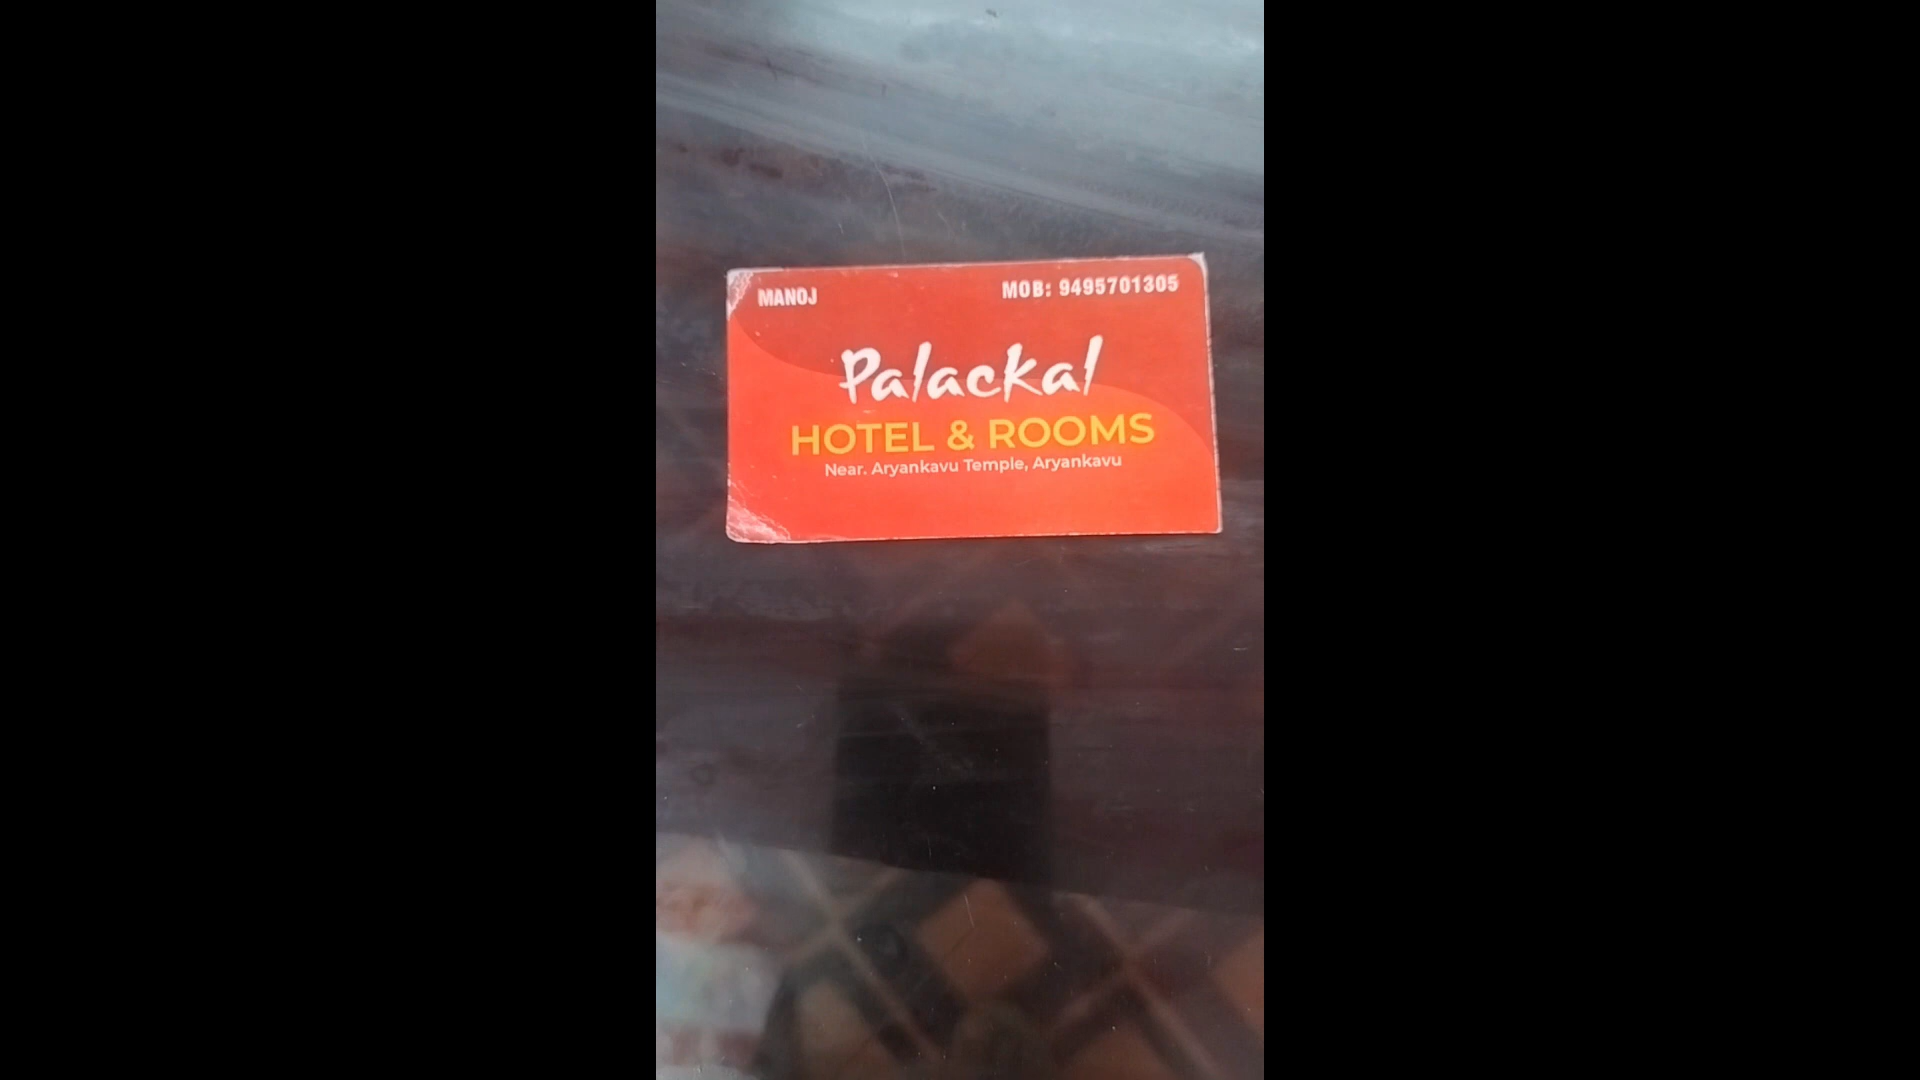 MANOJ
MOB: 9495701305
Palackal
HOTEL & ROOMS
Near. Aryankavu Temple, Aryankavu